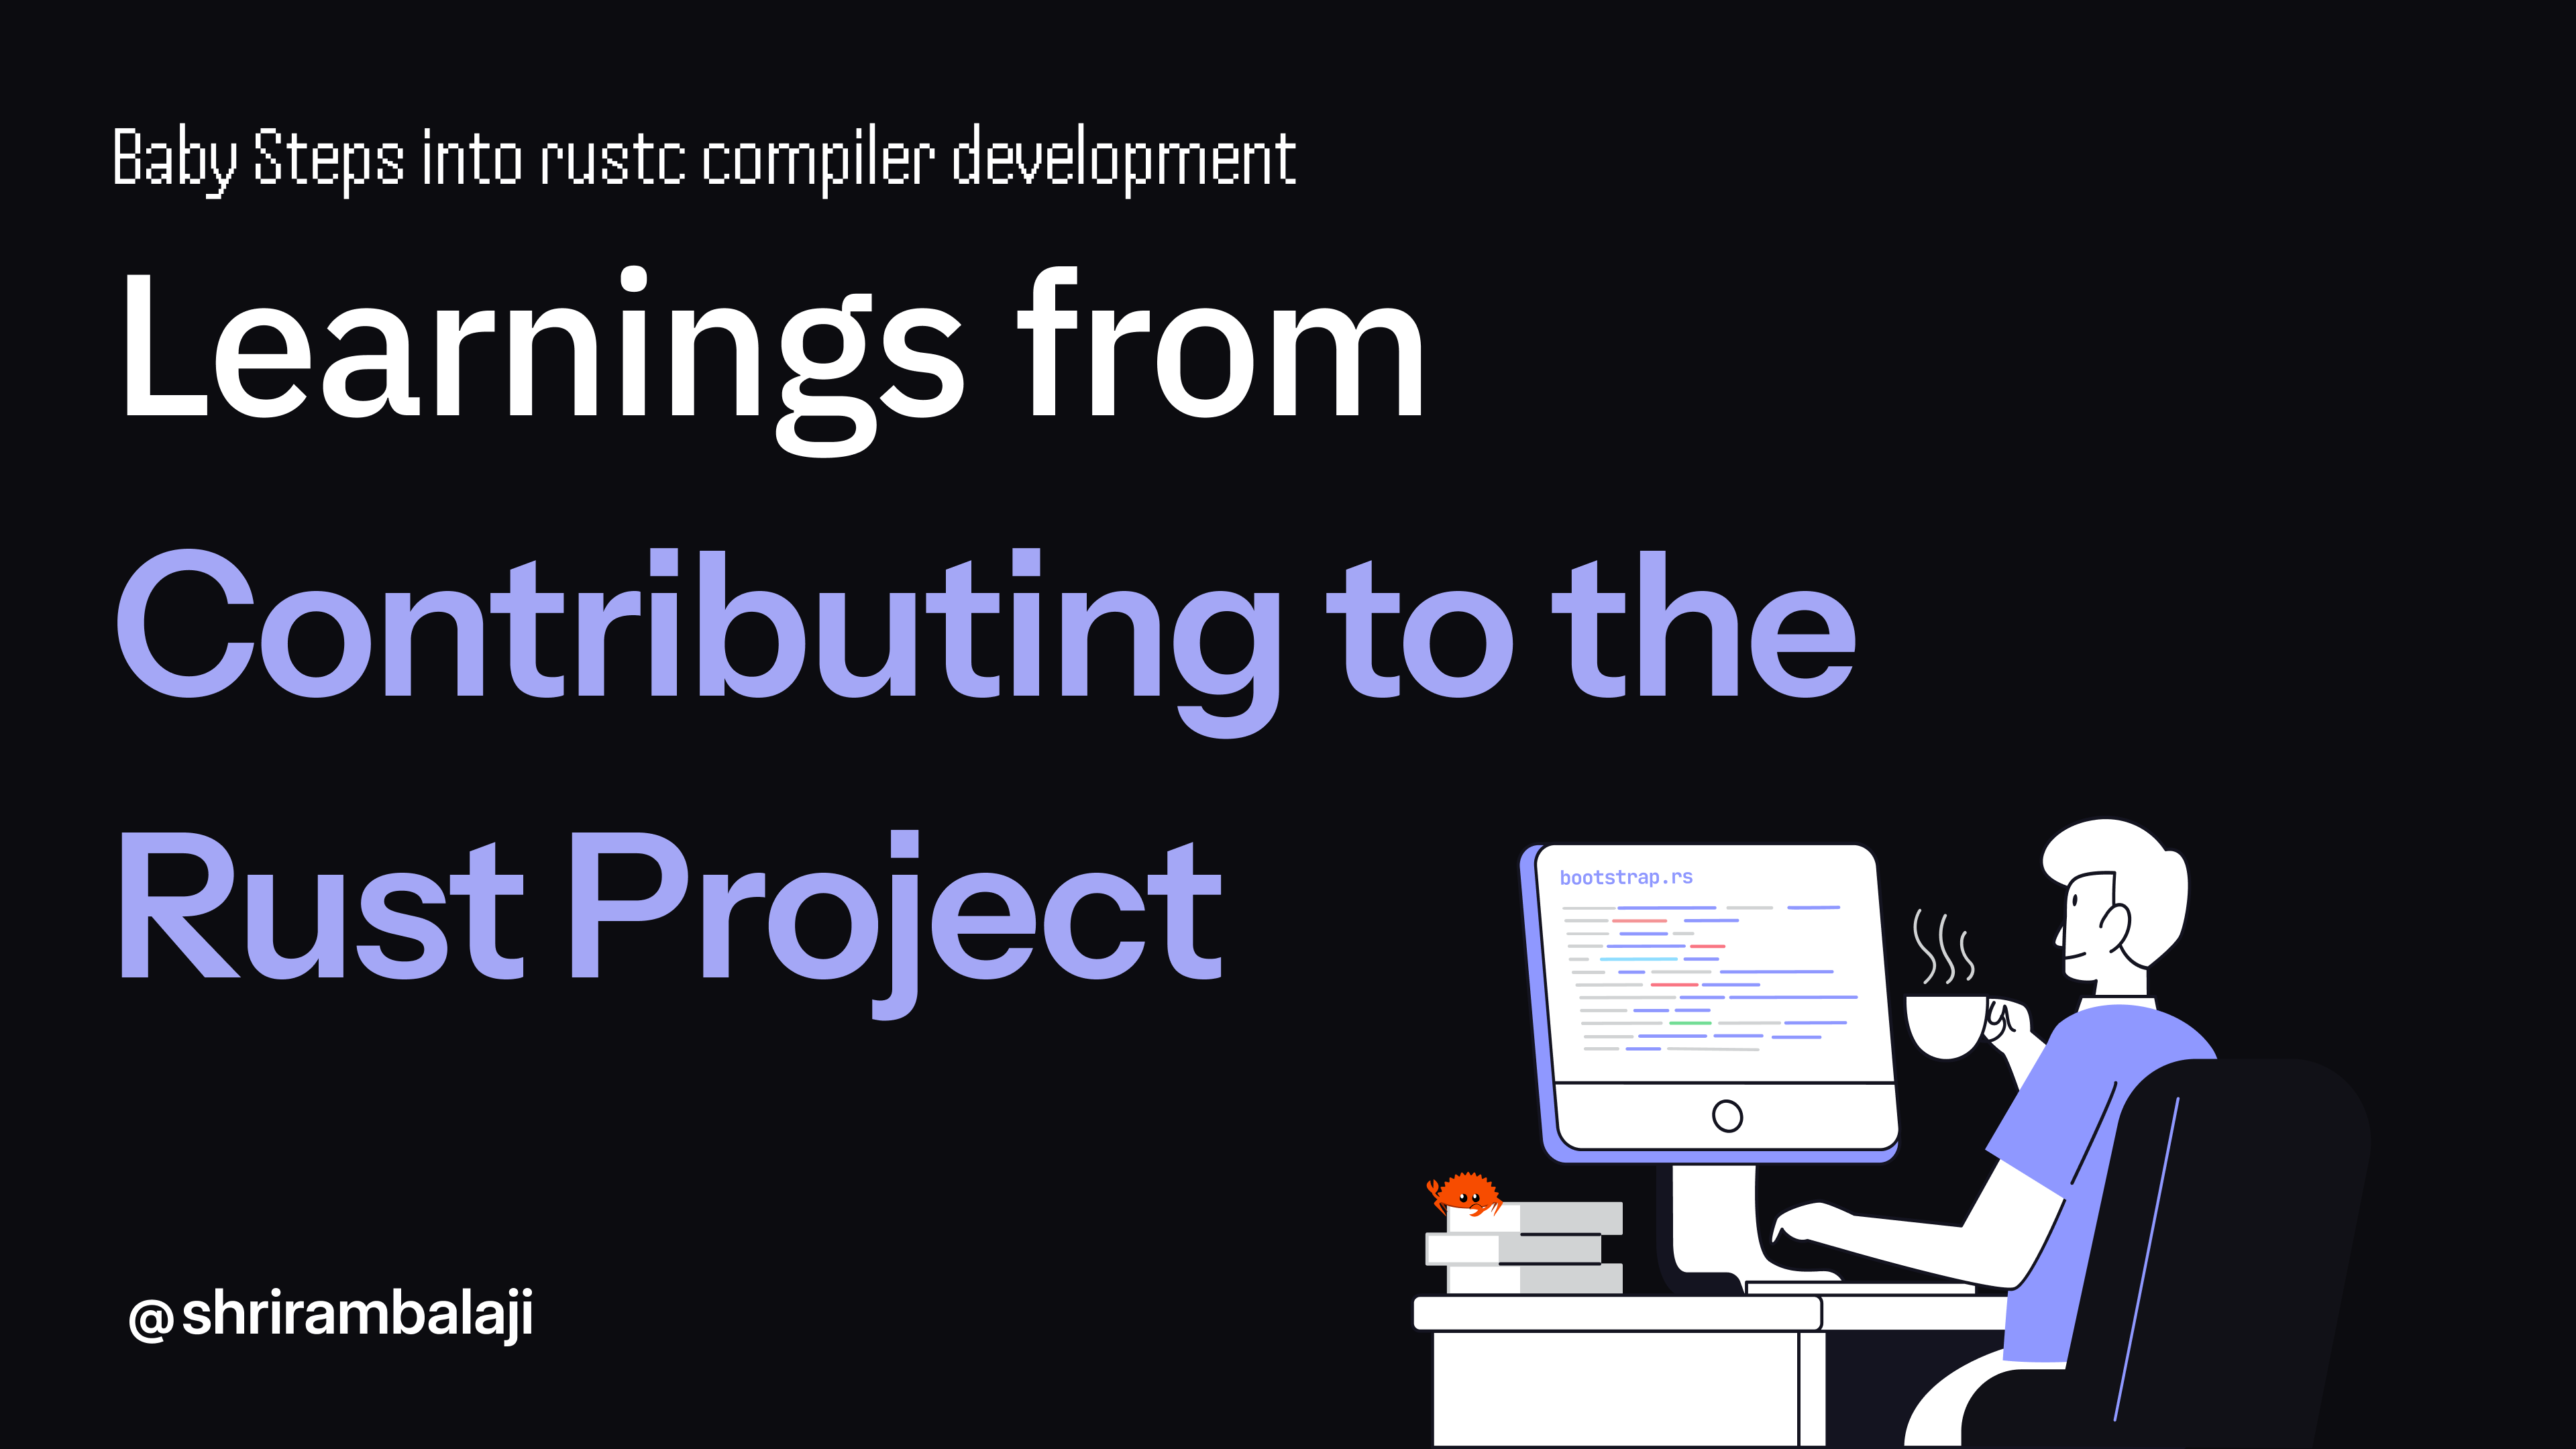 Baby Steps into rustc compiler development
Learnings from
Contributing to the
Rust Project
bootstrap.rs
@shrirambalaji